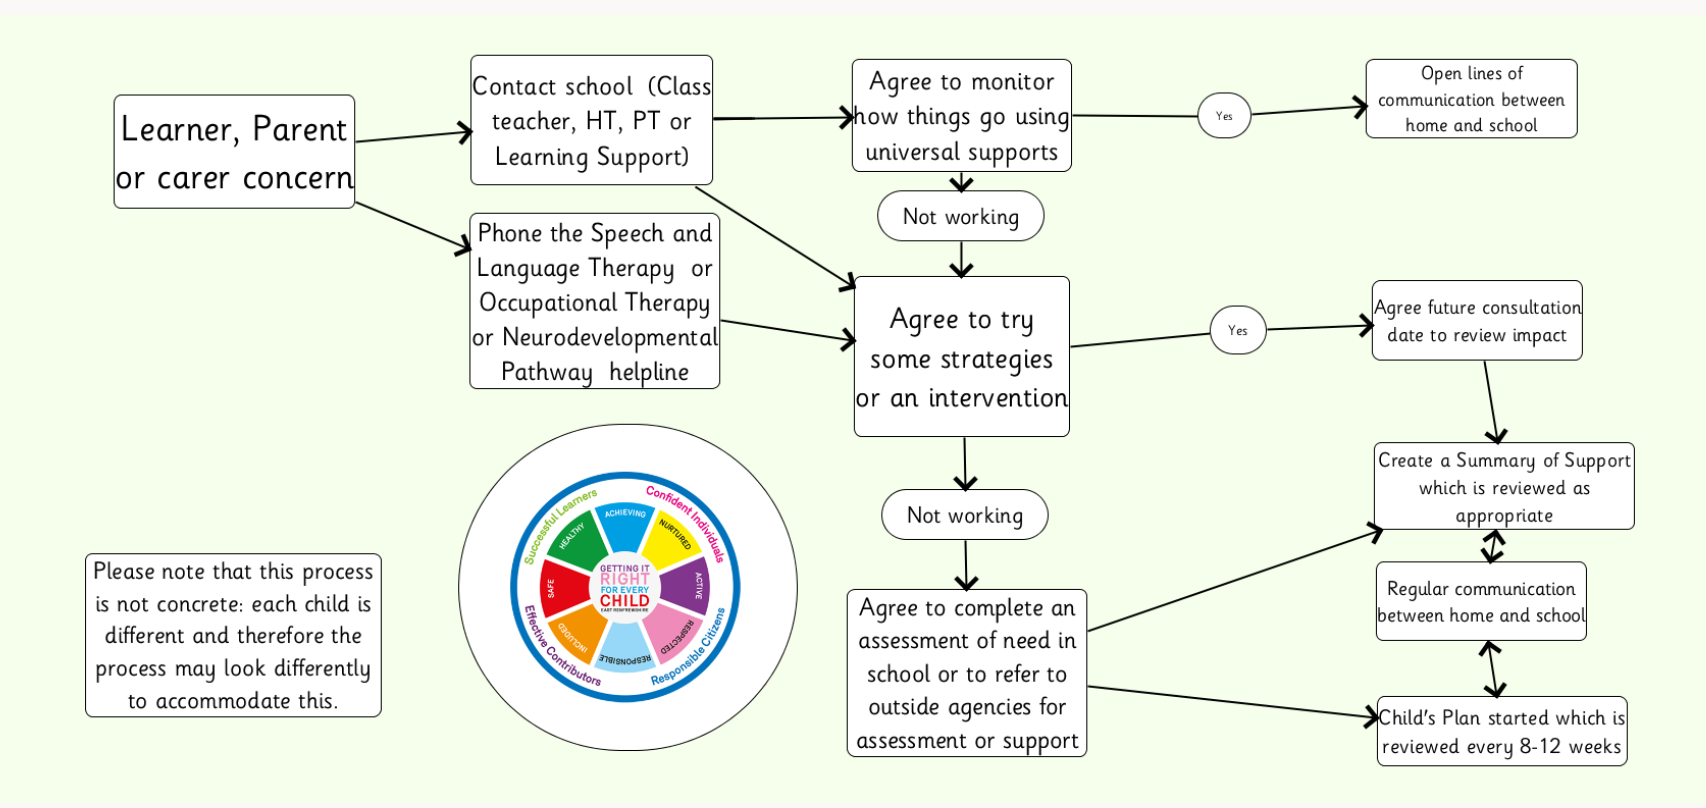 Learner, Parent
or carer concern
Contact school (Class
teacher, HT, PT or
Learning Support)
Phone the Speech and
Language Therapy or
Occupational Therapy
or Neurodevelopmental
Pathway helpline
Agree to monitor
how things go using
universal supports
Yes
Open lines of
communication between
home and school
Not working
Agree to try
some strategies
or an intervention
Yes
Agree future consultation
date to review impact
Not working
Create a Summary of Support
which is reviewed as
appropriate
Regular communication
between home and school
Agree to complete an
assessment of need in
school or to refer to
outside agencies for
assessment or support
Child's Plan started which is
reviewed every 8-12 weeks
Successful Learners
Confident Individuals
Responsible Citizens
Effective Contributors
ACHIEVING
NURTURED
ACTIVE
RESPECTED
RESPONSIBLE
INCLUDED
SAFE
HEALTHY
GETTING IT
RIGHT
FOR EVERY
CHILD
EAST RENFREWSHIRE
Please note that this process
is not concrete: each child is
different and therefore the
process may look differently
to accommodate this.